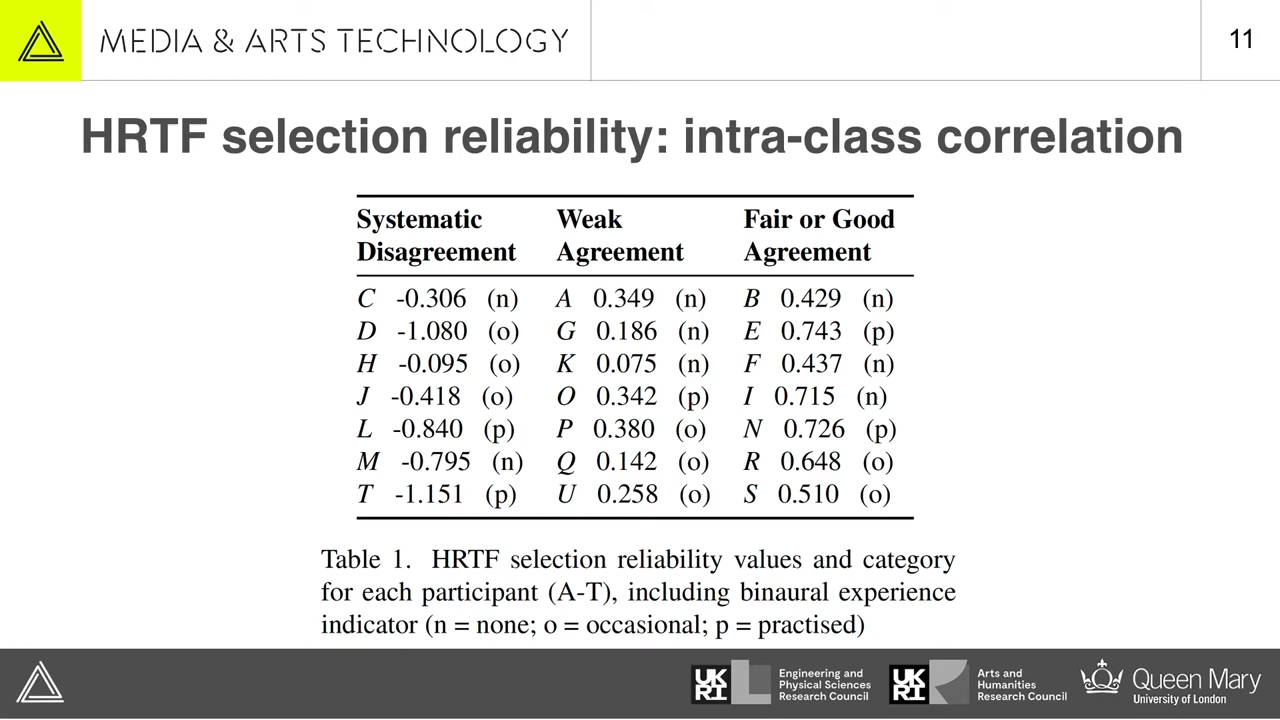 MEDIA & ARTS TECHNOLOGY
11
HRTF selection reliability: intra-class correlation
Systematic Disagreement Weak Agreement Fair or Good Agreement
C -0.306 (n) A 0.349 (n) B 0.429 (n)
D -1.080 (o) G 0.186 (n) E 0.743 (p)
H -0.095 (o) K 0.075 (n) F 0.437 (n)
J -0.418 (o) O 0.342 (p) I 0.715 (n)
L -0.840 (p) P 0.380 (o) N 0.726 (p)
M -0.795 (n) Q 0.142 (o) R 0.648 (o)
T -1.151 (p) U 0.258 (o) S 0.510 (o)
Table 1. HRTF selection reliability values and category
for each participant (A-T), including binaural experience
indicator (n = none; o = occasional; p = practised)
UK
RI
Engineering and
Physical Sciences
Research Council
UK
RI
Arts and
Humanities
Research Council
Queen Mary
University of London